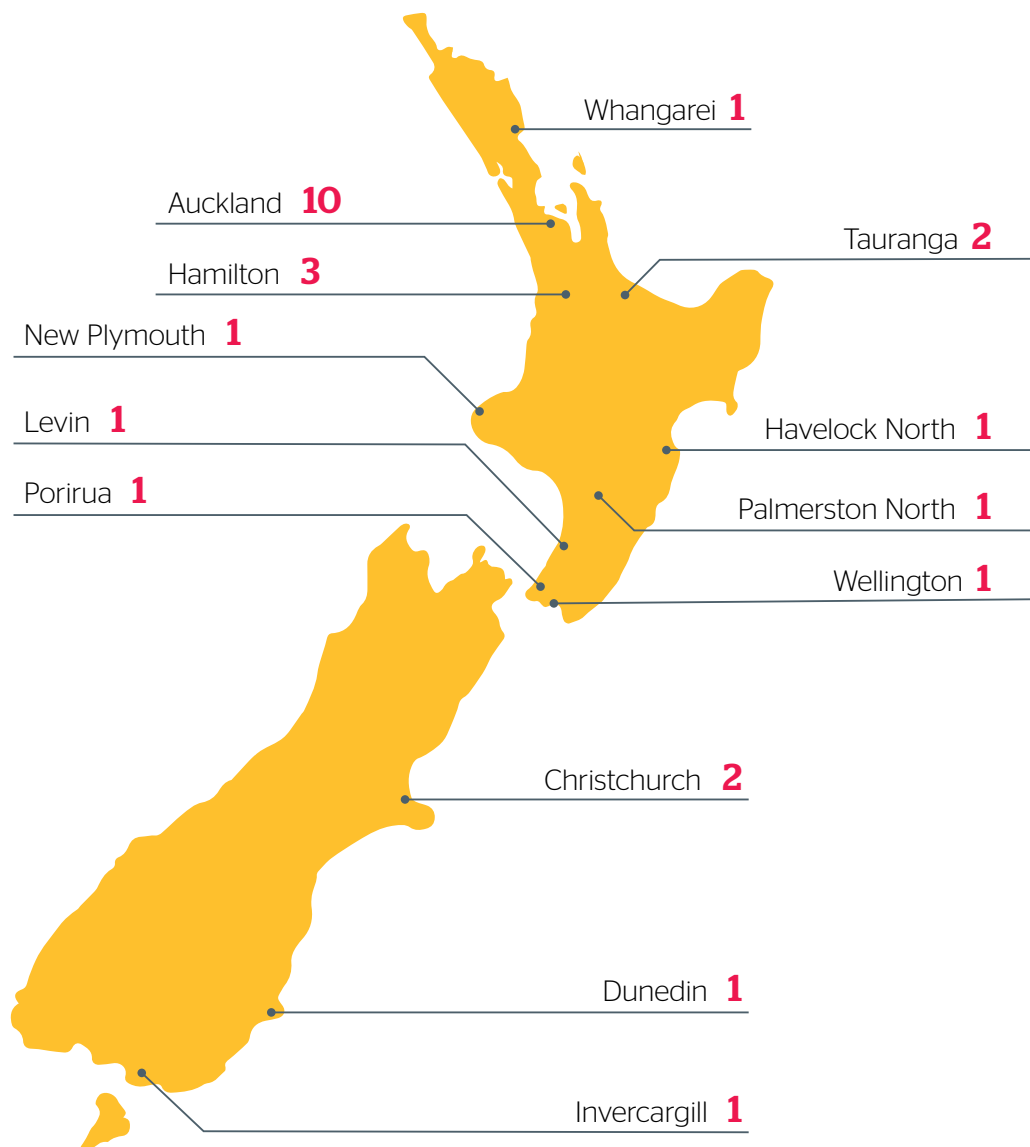 Whangarei 1
Auckland 10
Tauranga 2
Hamilton 3
New Plymouth 1
Levin 1
Havelock North 1
Porirua 1
Palmerston North 1
Wellington 1
Christchurch 2
Dunedin 1
Invercargill 1